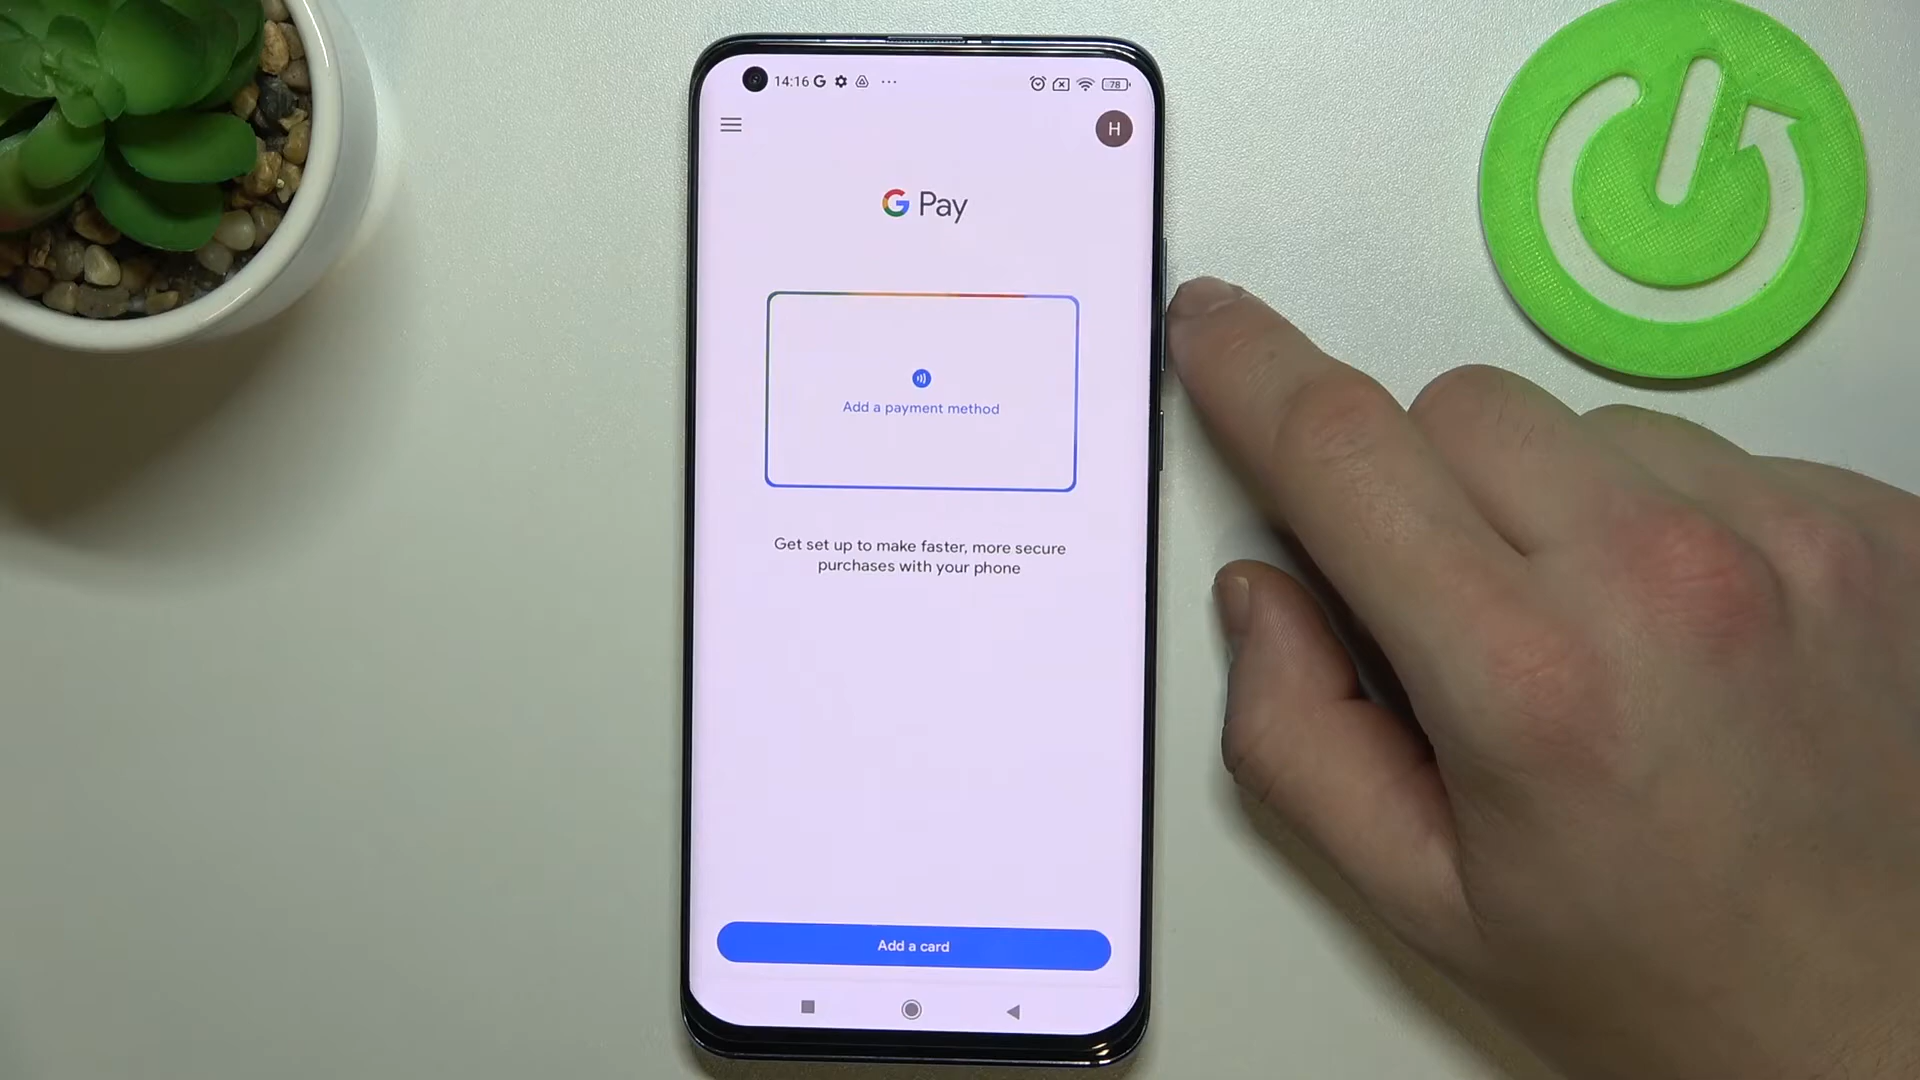 14:16 G ...
78
H
G Pay
Add a payment method
Get set up to make faster, more secure
purchases with your phone
Add a card